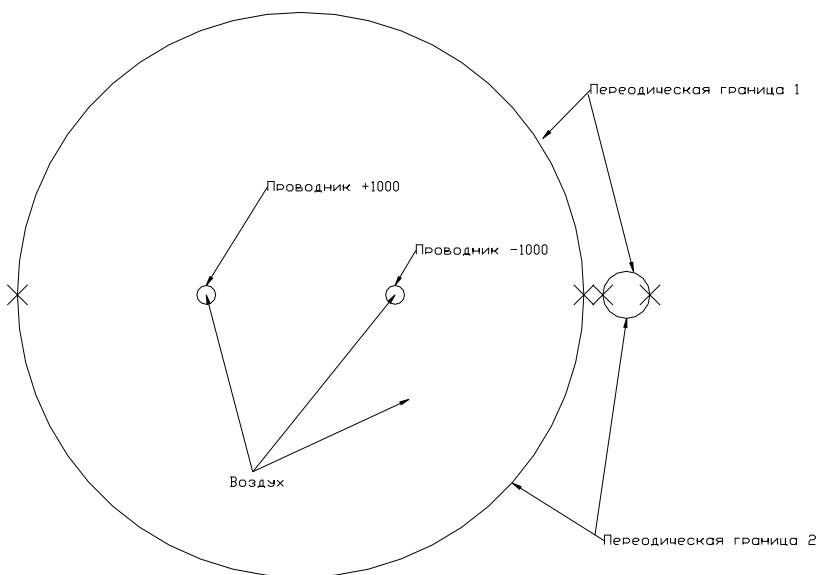 Переодическая граница 1
Проводник +1000
Проводник -1000
Воздух
Переодическая граница 2